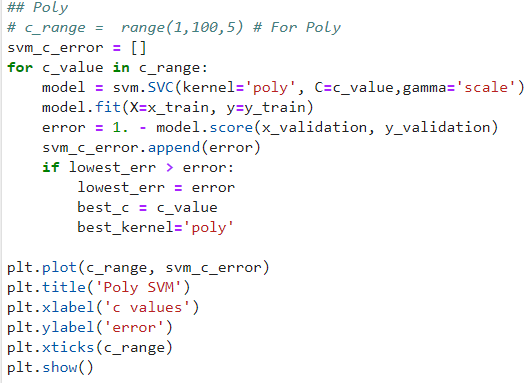 ## Poly
# c_range =  range(1,100,5) # For Poly
svm_c_error = []
for c_value in c_range:
    model = svm.SVC(kernel='poly', C=c_value,gamma='scale')
    model.fit(X=x_train, y=y_train)
    error = 1. - model.score(x_validation, y_validation)
    svm_c_error.append(error)
    if lowest_err > error:
        lowest_err = error
        best_c = c_value
        best_kernel='poly'

plt.plot(c_range, svm_c_error)
plt.title('Poly SVM')
plt.xlabel('c values')
plt.ylabel('error')
plt.xticks(c_range)
plt.show()